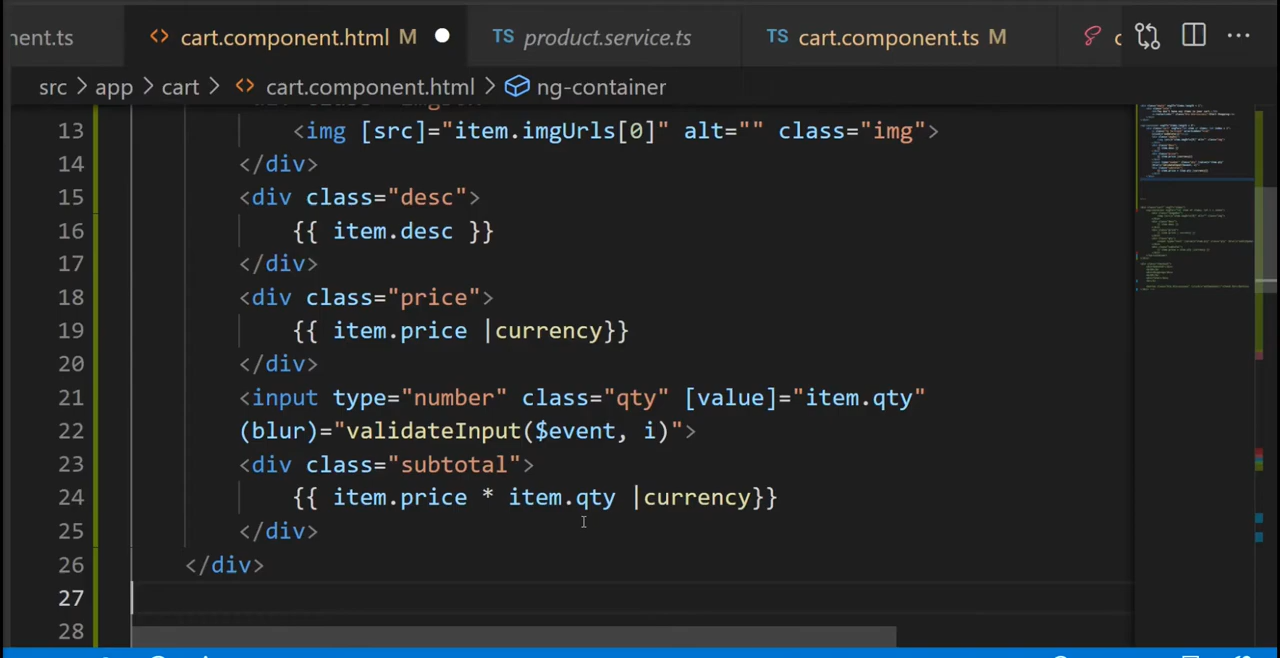 nent.ts
cart.component.html M
TS product.service.ts
TS cart.component.ts M
src > app > cart > cart.component.html > ng-container
13 <img [src]="item.imgUrls[0]" alt="" class="img">
14 </div>
15 <div class="desc">
16 {{ item.desc }}
17 </div>
18 <div class="price">
19 {{ item.price |currency}}
20 </div>
21 <input type="number" class="qty" [value]="item.qty"
22 (blur)="validateInput($event, i)">
23 <div class="subtotal">
24 {{ item.price * item.qty |currency}}
25 </div>
26 </div>
27
28